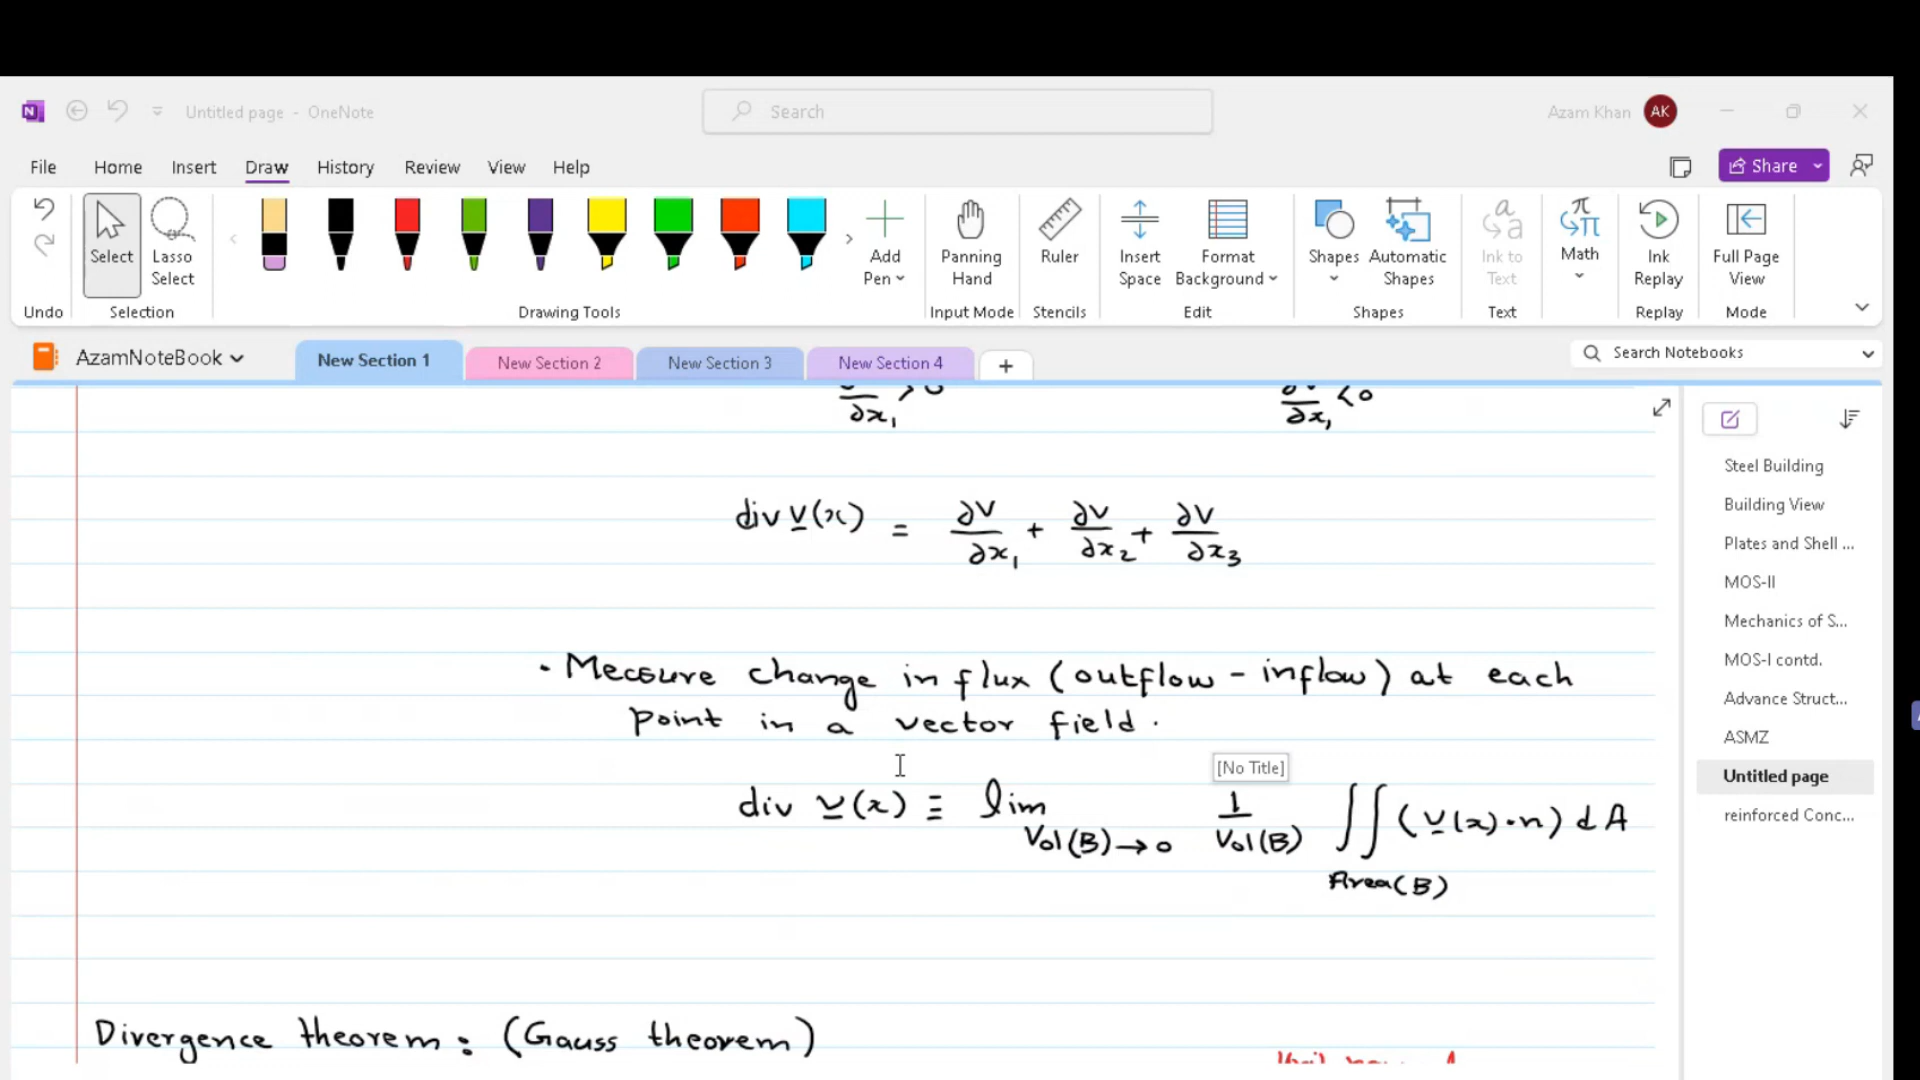 Untitled page - OneNote
Search
Azam Khan AK
File Home Insert Draw History Review View Help
Share
Select
Lasso Select
Add Pen
Panning Hand
Ruler
Insert Space
Format Background
Shapes
Automatic Shapes
Ink to Text
Math
Ink Replay
Full Page View
Undo Selection Drawing Tools Input Mode Stencils Edit Shapes Text Replay Mode
AzamNoteBook New Section 1 New Section 2 New Section 3 New Section 4 + Search Notebooks
∂x₁ > 0
∂x₁ < 0
div v(x) = ∂V/∂x₁ + ∂V/∂x₂ + ∂V/∂x₃
• Measure change in flux (outflow - inflow) at each
point in a vector field.
[No Title]
div v(x) ≡ lim Vol(B)→0 1/Vol(B) ∬ Area(B) (v(x)·n) dA
Divergence theorem: (Gauss theorem)
Steel Building
Building View
Plates and Shell ...
MOS-II
Mechanics of S...
MOS-I contd.
Advance Struct...
ASMZ
Untitled page
reinforced Conc...